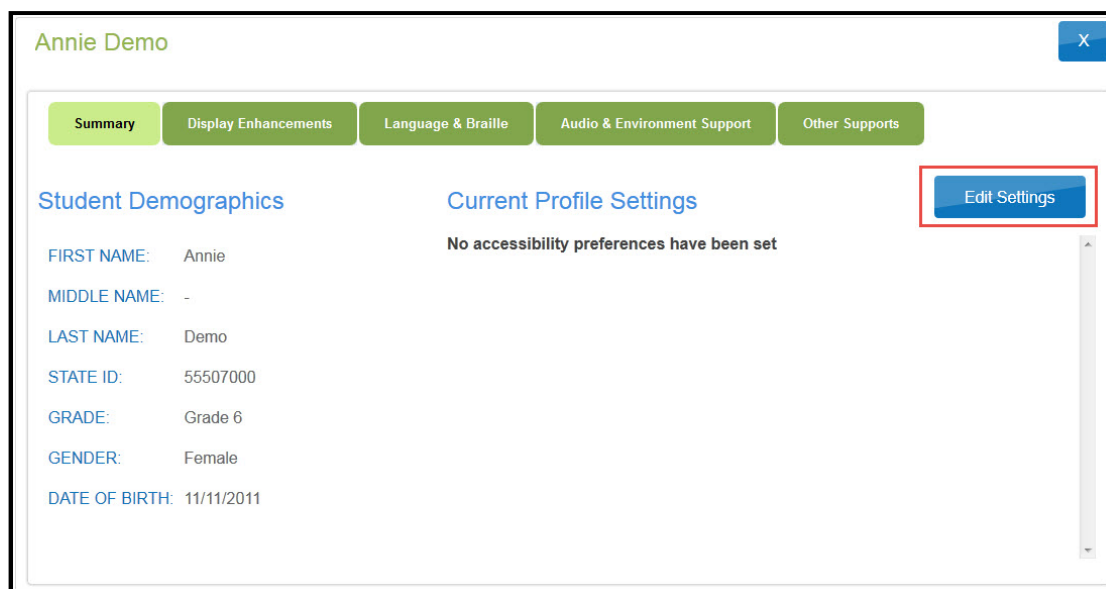 Annie Demo
X
Summary Display Enhancements Language & Braille Audio & Environment Support Other Supports
Student Demographics
FIRST NAME: Annie
MIDDLE NAME: -
LAST NAME: Demo
STATE ID: 55507000
GRADE: Grade 6
GENDER: Female
DATE OF BIRTH: 11/11/2011
Current Profile Settings
Edit Settings
No accessibility preferences have been set